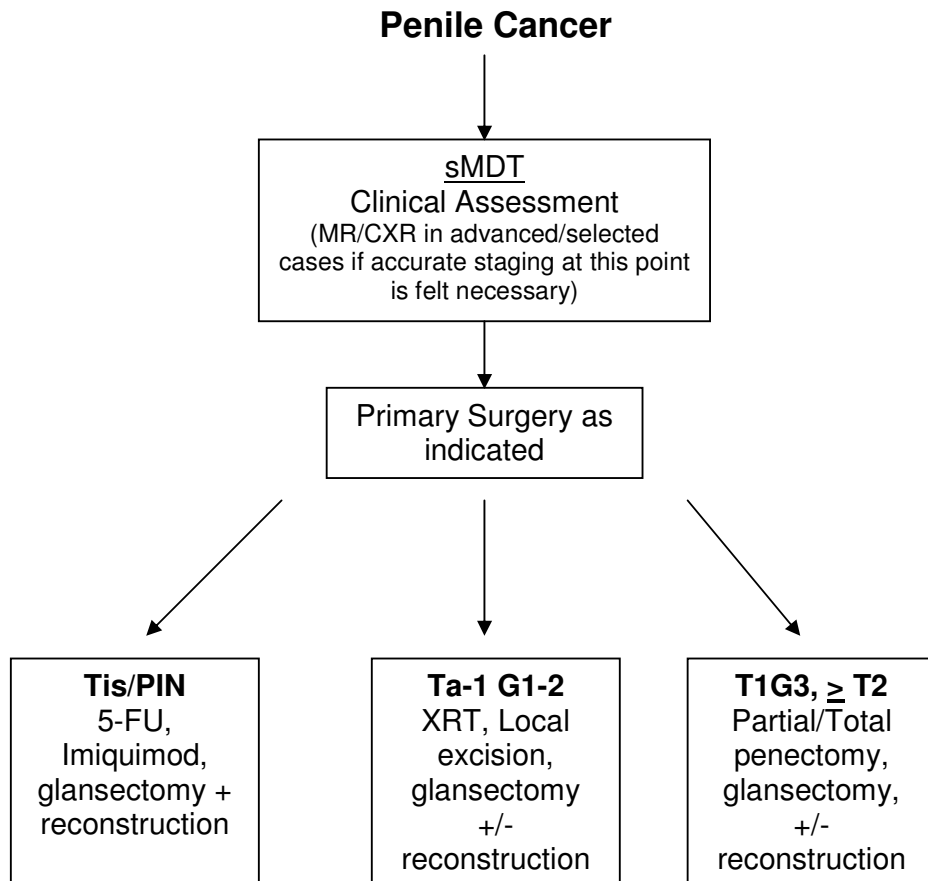 Penile Cancer
sMDT
Clinical Assessment
(MR/CXR in advanced/selected
cases if accurate staging at this point
is felt necessary)
Primary Surgery as
indicated
Tis/PIN
5-FU,
Imiquimod,
glansectomy +
reconstruction
Ta-1 G1-2
XRT, Local
excision,
glansectomy
+/-
reconstruction
T1G3, ≥ T2
Partial/Total
penectomy,
glansectomy,
+/-
reconstruction